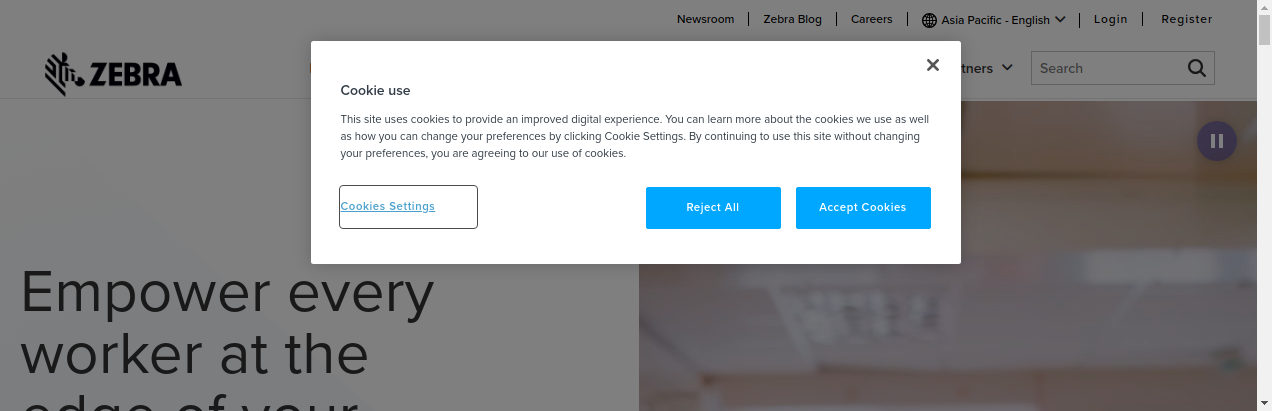 Newsroom
Zebra Blog
Careers
Asia Pacific - English
Login
Register
ZEBRA
Search
Cookie use
This site uses cookies to provide an improved digital experience. You can learn more about the cookies we use as well
as how you can change your preferences by clicking Cookie Settings. By continuing to use this site without changing
your preferences, you are agreeing to our use of cookies.
Cookies Settings
Reject All
Accept Cookies
Empower every
worker at the
edge of your